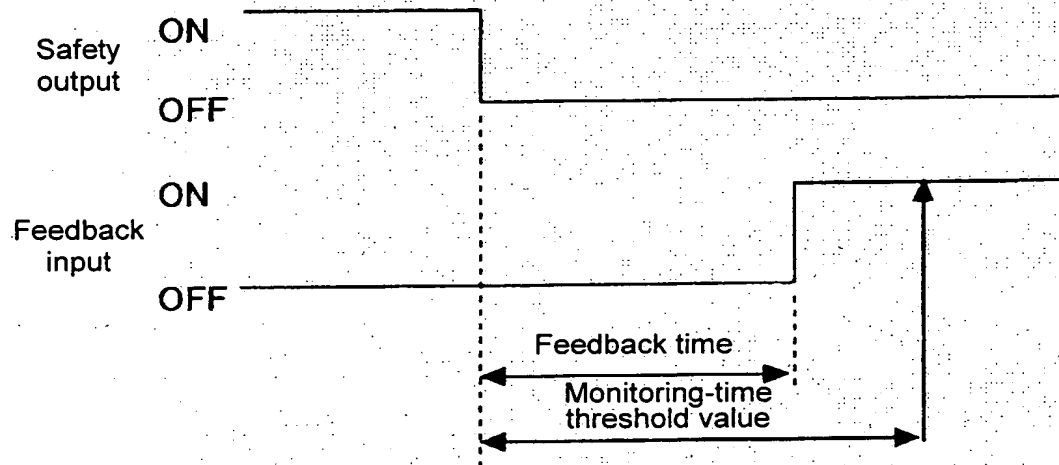 Safety
output
ON
OFF
Feedback
input
ON
OFF
Feedback time
Monitoring-time
threshold value